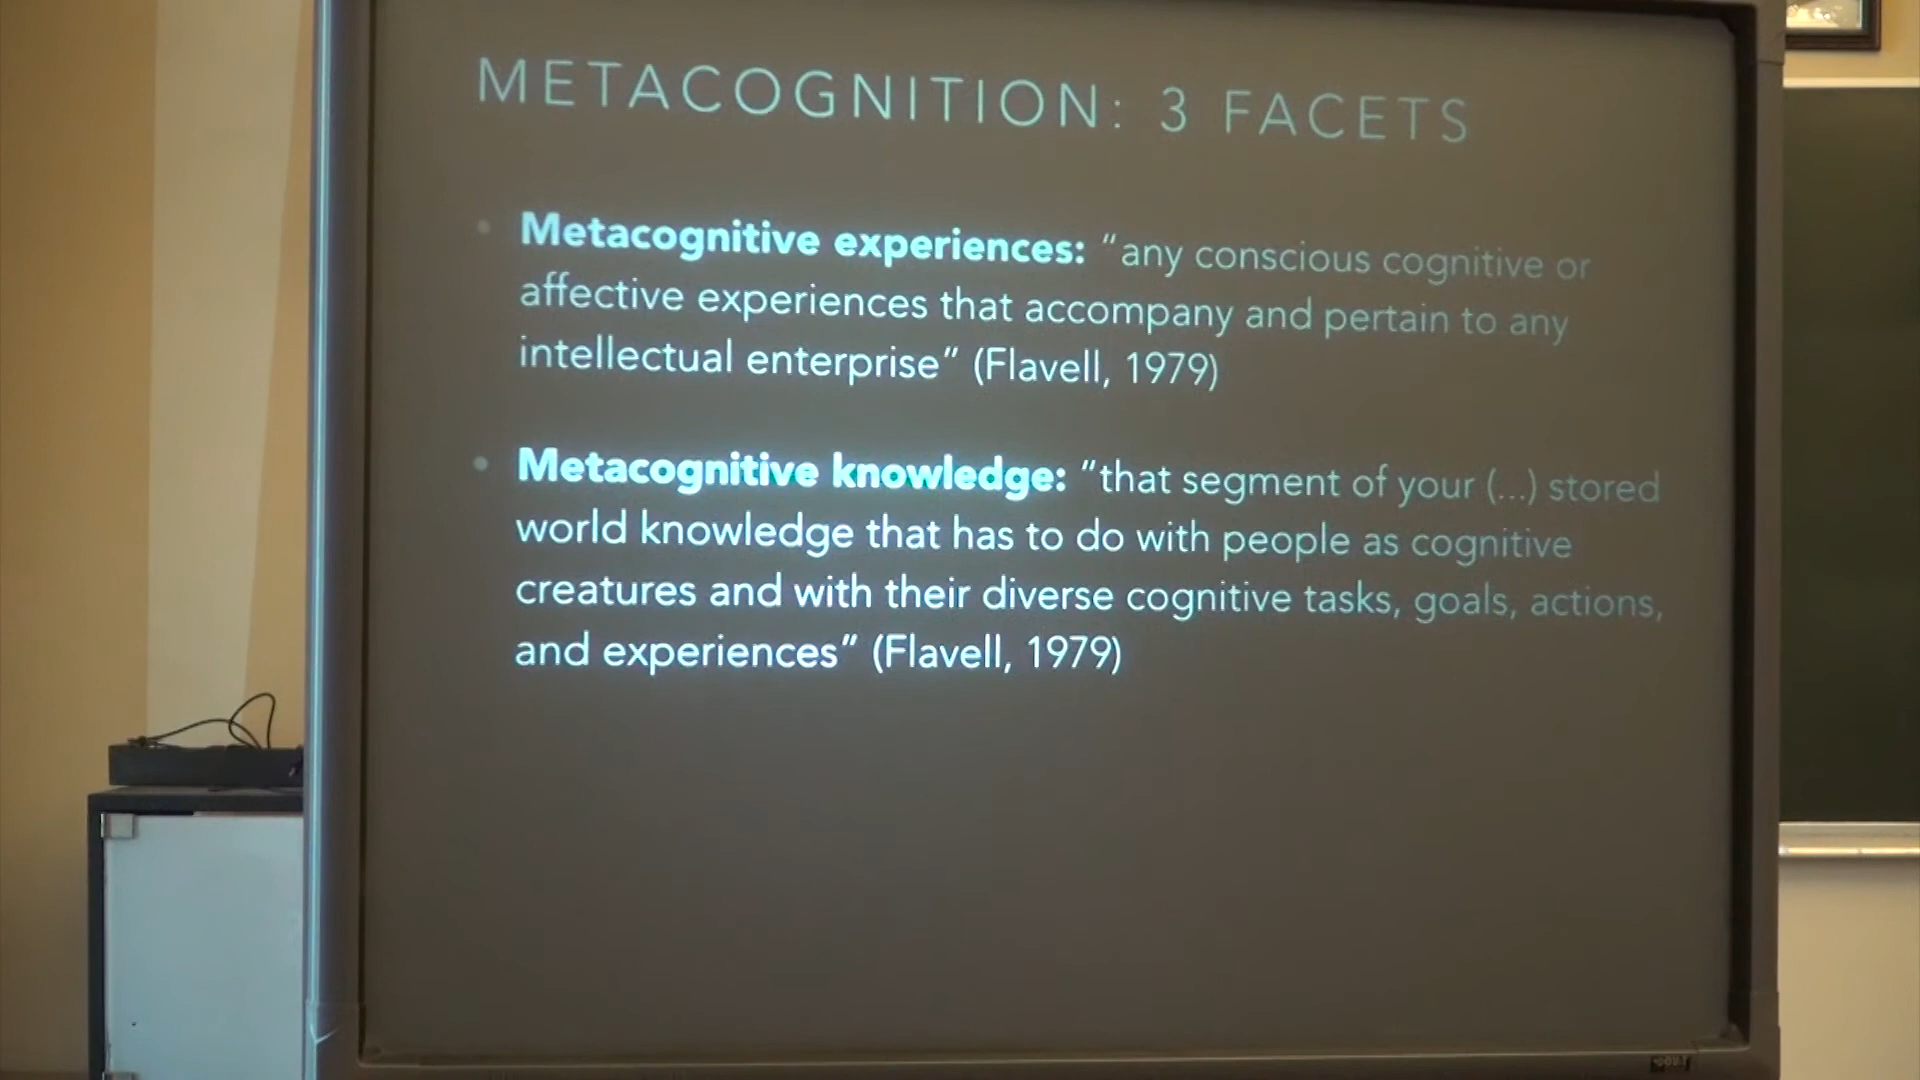 METACOGNITION: 3 FACETS
• Metacognitive experiences: “any conscious cognitive or
affective experiences that accompany and pertain to any
intellectual enterprise” (Flavell, 1979)
• Metacognitive knowledge: “that segment of your (...) stored
world knowledge that has to do with people as cognitive
creatures and with their diverse cognitive tasks, goals, actions,
and experiences” (Flavell, 1979)